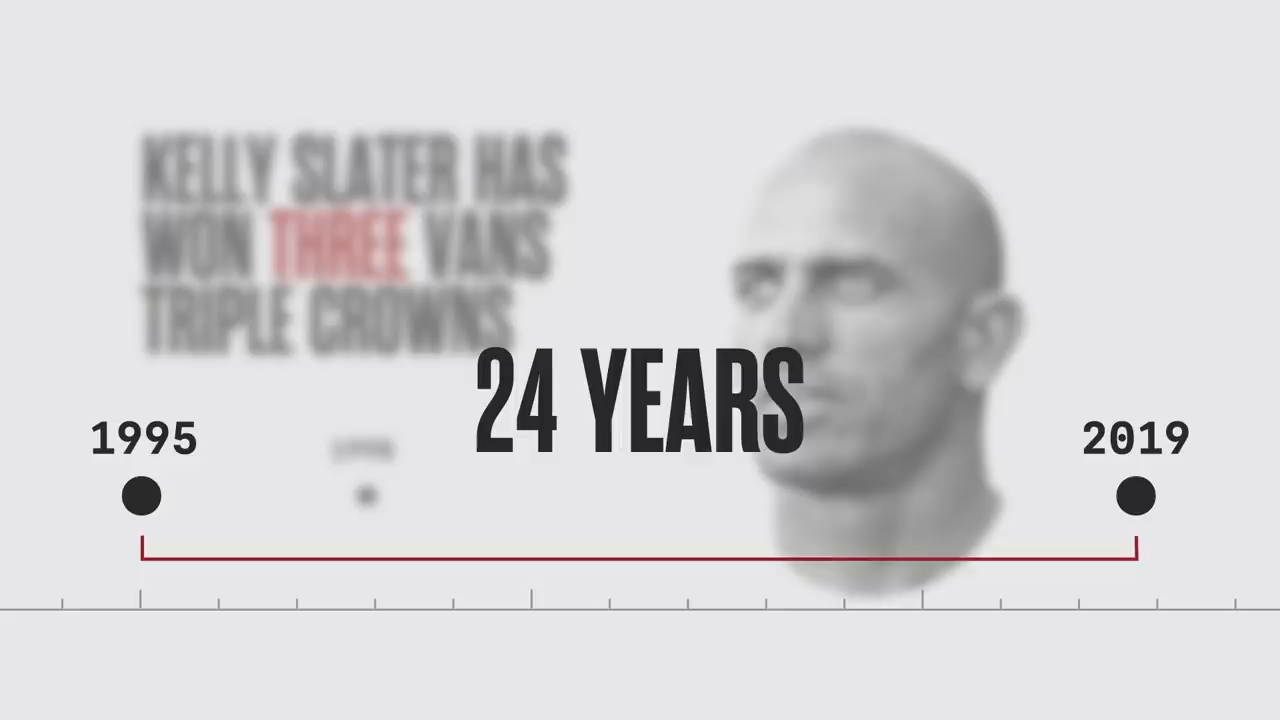 KELLY SLATER HAS
WON THREE VANS
TRIPLE CROWNS
24 YEARS
1995
2019